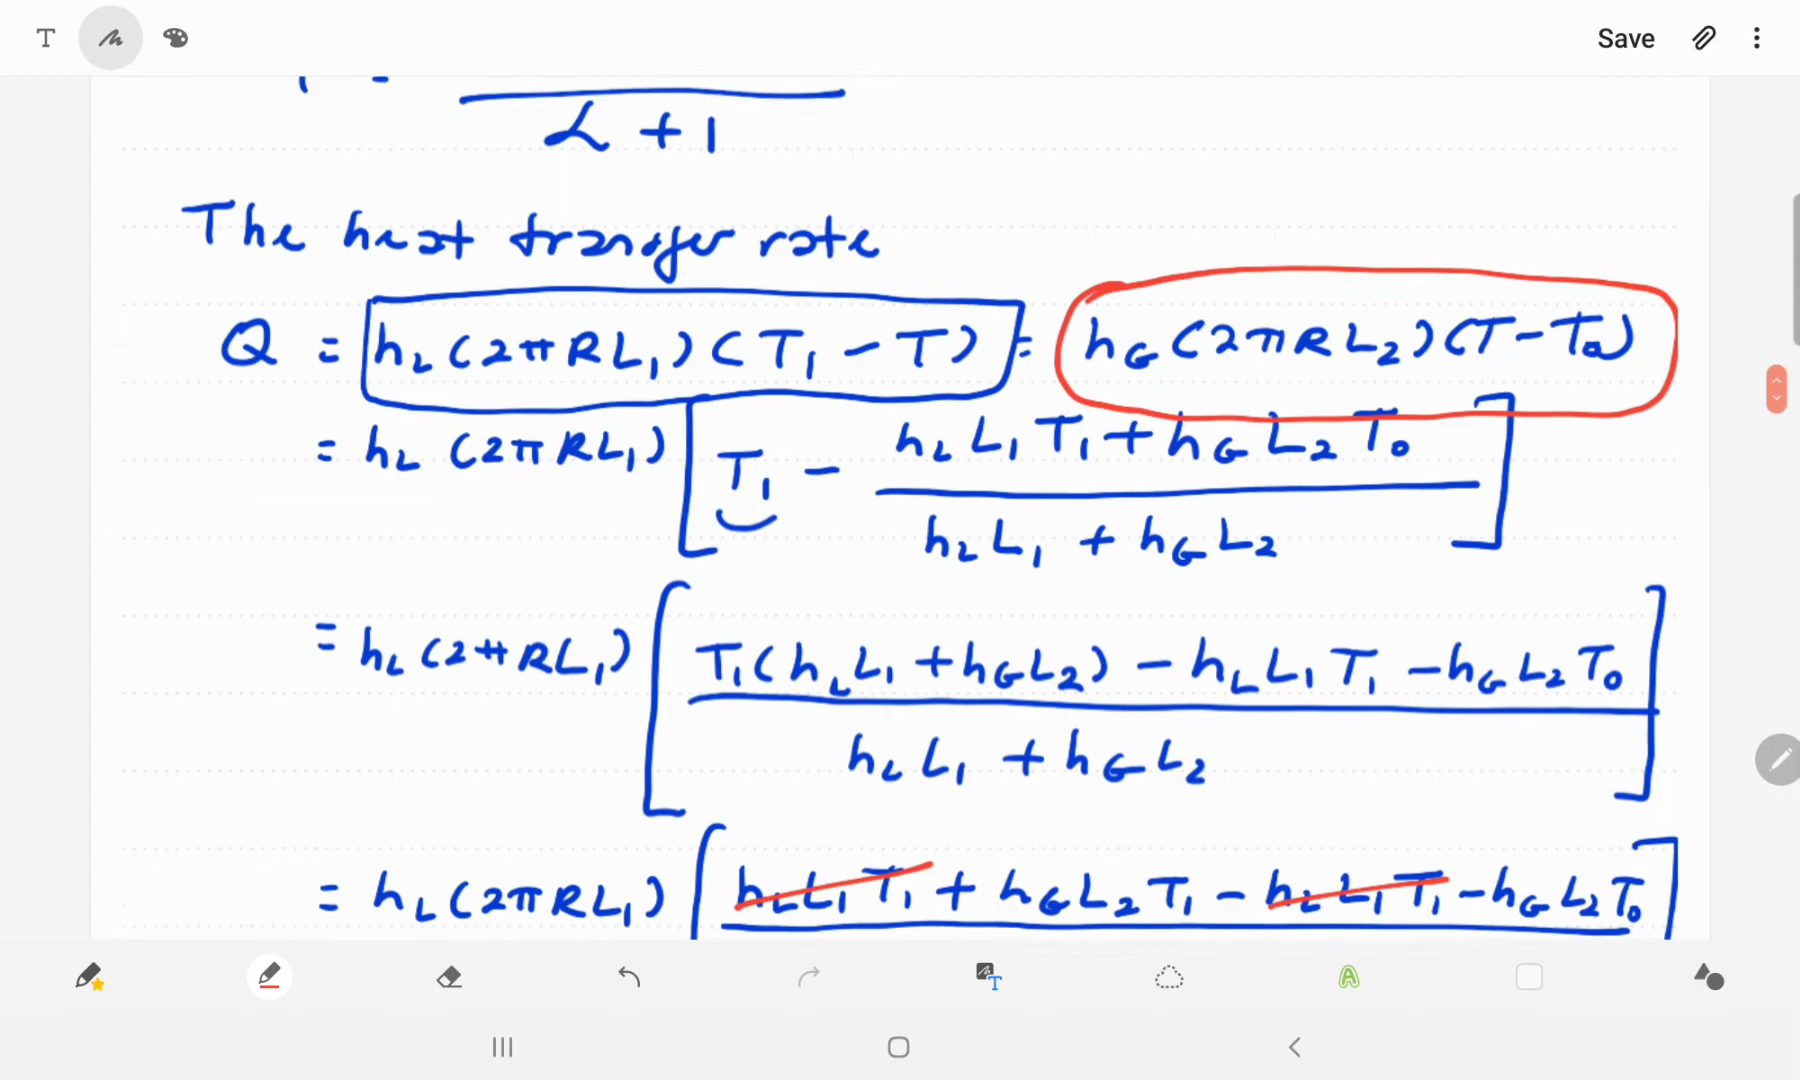 T
Save
α + 1
The heat transfer rate
Q = h_L (2πRL₁)(T₁ − T) = h_G (2πRL₂)(T − T₀)
= h_L (2πRL₁) [T₁ − (h_L L₁ T₁ + h_G L₂ T₀) / (h_L L₁ + h_G L₂)]
= h_L (2πRL₁) [(T₁(h_L L₁ + h_G L₂) − h_L L₁ T₁ − h_G L₂ T₀) / (h_L L₁ + h_G L₂)]
= h_L (2πRL₁) [h_L L₁ T₁ + h_G L₂ T₁ − h_L L₁ T₁ − h_G L₂ T₀]